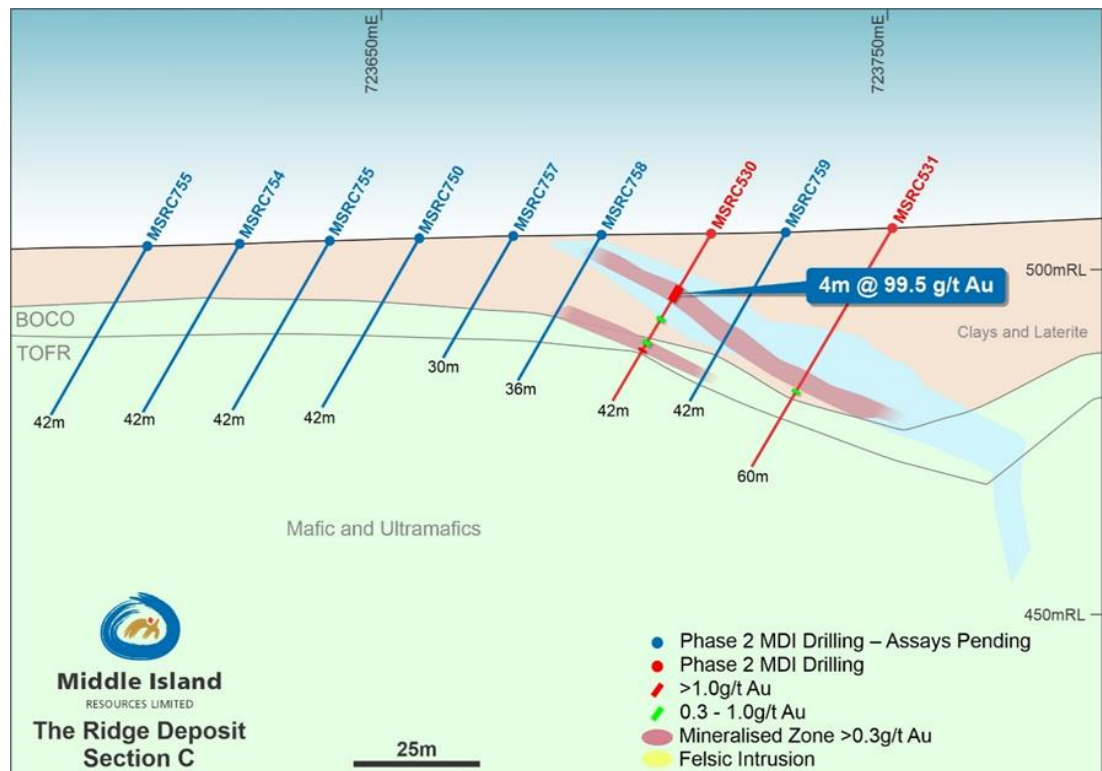 723650mE
723750mE
MSRC755
MSRC754
MSRC755
MSRC750
MSRC757
MSRC758
MSRC530
MSRC759
MSRC531
500mRL
4m @ 99.5 g/t Au
BOCO
Clays and Laterite
TOFR
30m
36m
42m
42m
42m
42m
42m
42m
60m
Mafic and Ultramafics
450mRL
Middle Island
RESOURCES LIMITED
The Ridge Deposit
Section C
25m
Phase 2 MDI Drilling – Assays Pending
Phase 2 MDI Drilling
>1.0g/t Au
0.3 - 1.0g/t Au
Mineralised Zone >0.3g/t Au
Felsic Intrusion